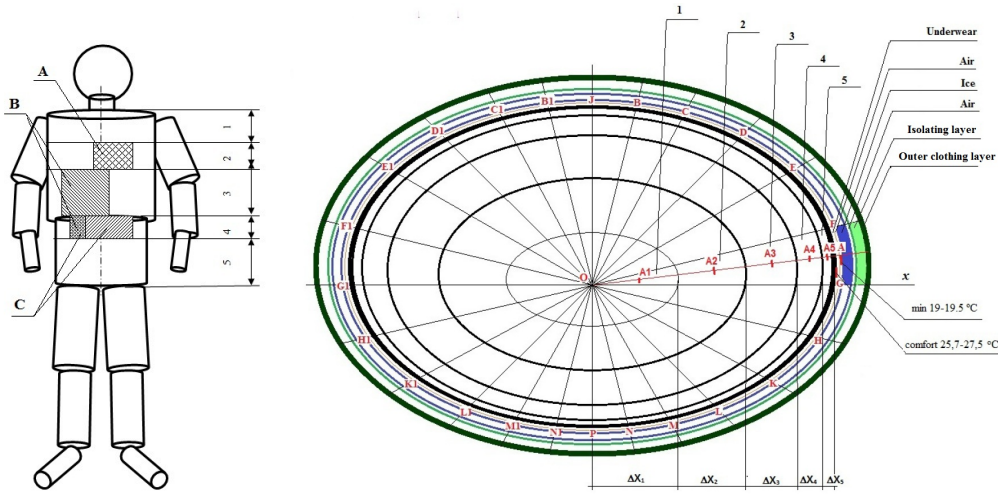 A
B
C
1
2
3
4
5
1
2
3
4
5
Underwear
Air
Ice
Air
Isolating layer
Outer clothing layer
J
B1
B
C1
C
D1
D
E1
E
F1
F
A1
A2
A3
A4
A5
A
O
x
G1
G
min 19-19.5 °C
H1
H
comfort 25,7-27,5 °C
K1
K
L1
L
M1
M
N1
N
P
ΔX₁
ΔX₂
ΔX₃
ΔX₄
ΔX₅